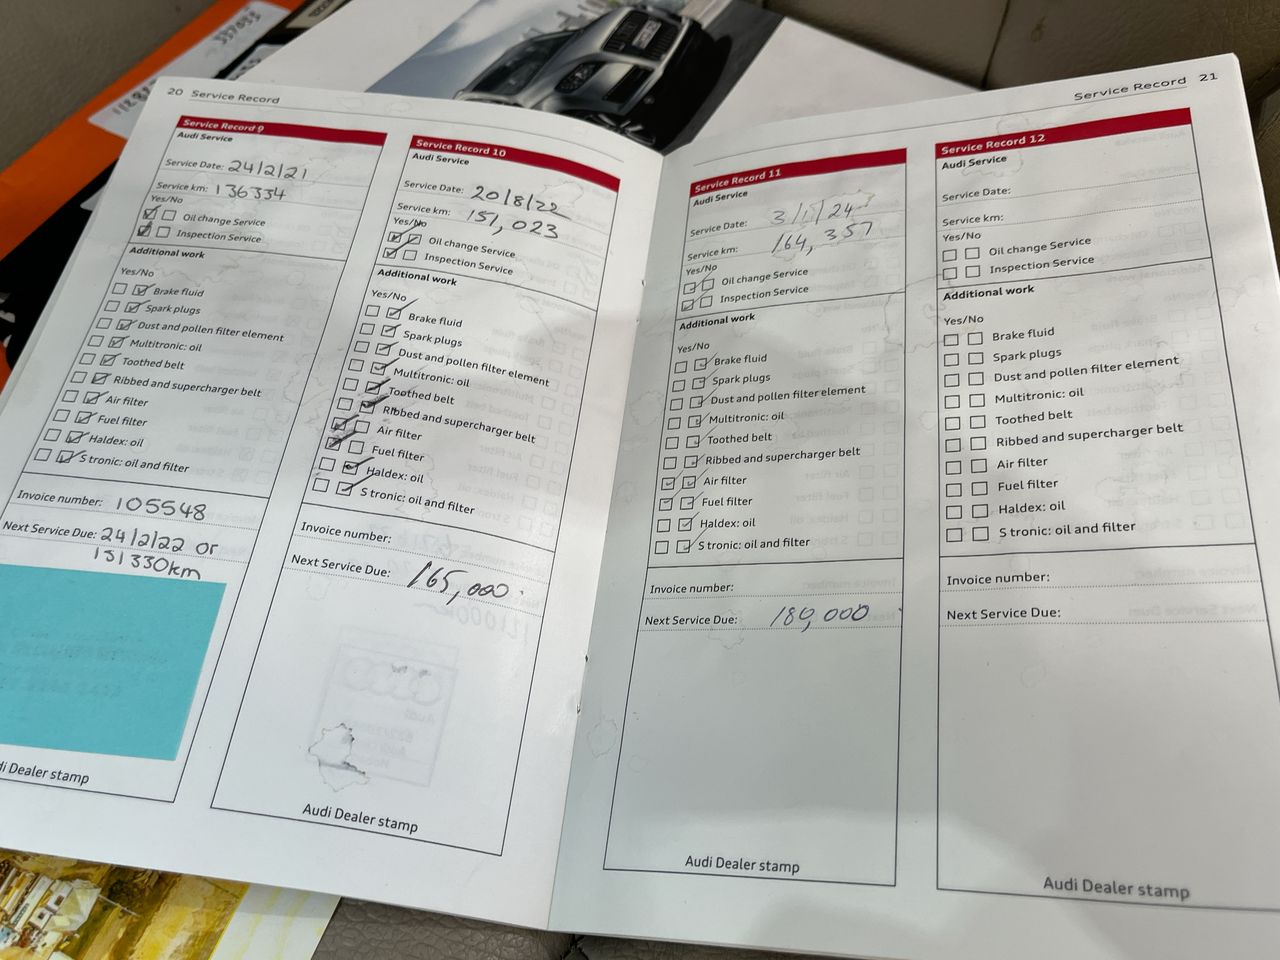 337033
20 Service Record
Service Record 9
Audi Service
Service Date: 24/2/21
Service km: 136334
Yes/No
Oil change Service
Inspection Service
Additional work
Yes/No
Brake fluid
Spark plugs
Dust and pollen filter element
Multitronic: oil
Toothed belt
Ribbed and supercharger belt
Air filter
Fuel filter
Haldex: oil
S tronic: oil and filter
Invoice number: 105548
Next Service Due: 24/2/22 or
151330km
Dealer stamp
Service Record 10
Audi Service
Service Date: 20/8/22
Service km: 151,023
Yes/No
Oil change Service
Inspection Service
Additional work
Yes/No
Brake fluid
Spark plugs
Dust and pollen filter element
Multitronic: oil
Toothed belt
Ribbed and supercharger belt
Air filter
Fuel filter
Haldex: oil
S tronic: oil and filter
Invoice number:
Next Service Due: 165,000.
Audi Dealer stamp
Service Record 21
Service Record 11
Audi Service
Service Date: 3/1/24
Service km: 164,357
Yes/No
Oil change Service
Inspection Service
Additional work
Yes/No
Brake fluid
Spark plugs
Dust and pollen filter element
Multitronic: oil
Toothed belt
Ribbed and supercharger belt
Air filter
Fuel filter
Haldex: oil
S tronic: oil and filter
Invoice number:
Next Service Due: 180,000.
Audi Dealer stamp
Service Record 12
Audi Service
Service Date:
Service km:
Yes/No
Oil change Service
Inspection Service
Additional work
Yes/No
Brake fluid
Spark plugs
Dust and pollen filter element
Multitronic: oil
Toothed belt
Ribbed and supercharger belt
Air filter
Fuel filter
Haldex: oil
S tronic: oil and filter
Invoice number:
Next Service Due:
Audi Dealer stamp